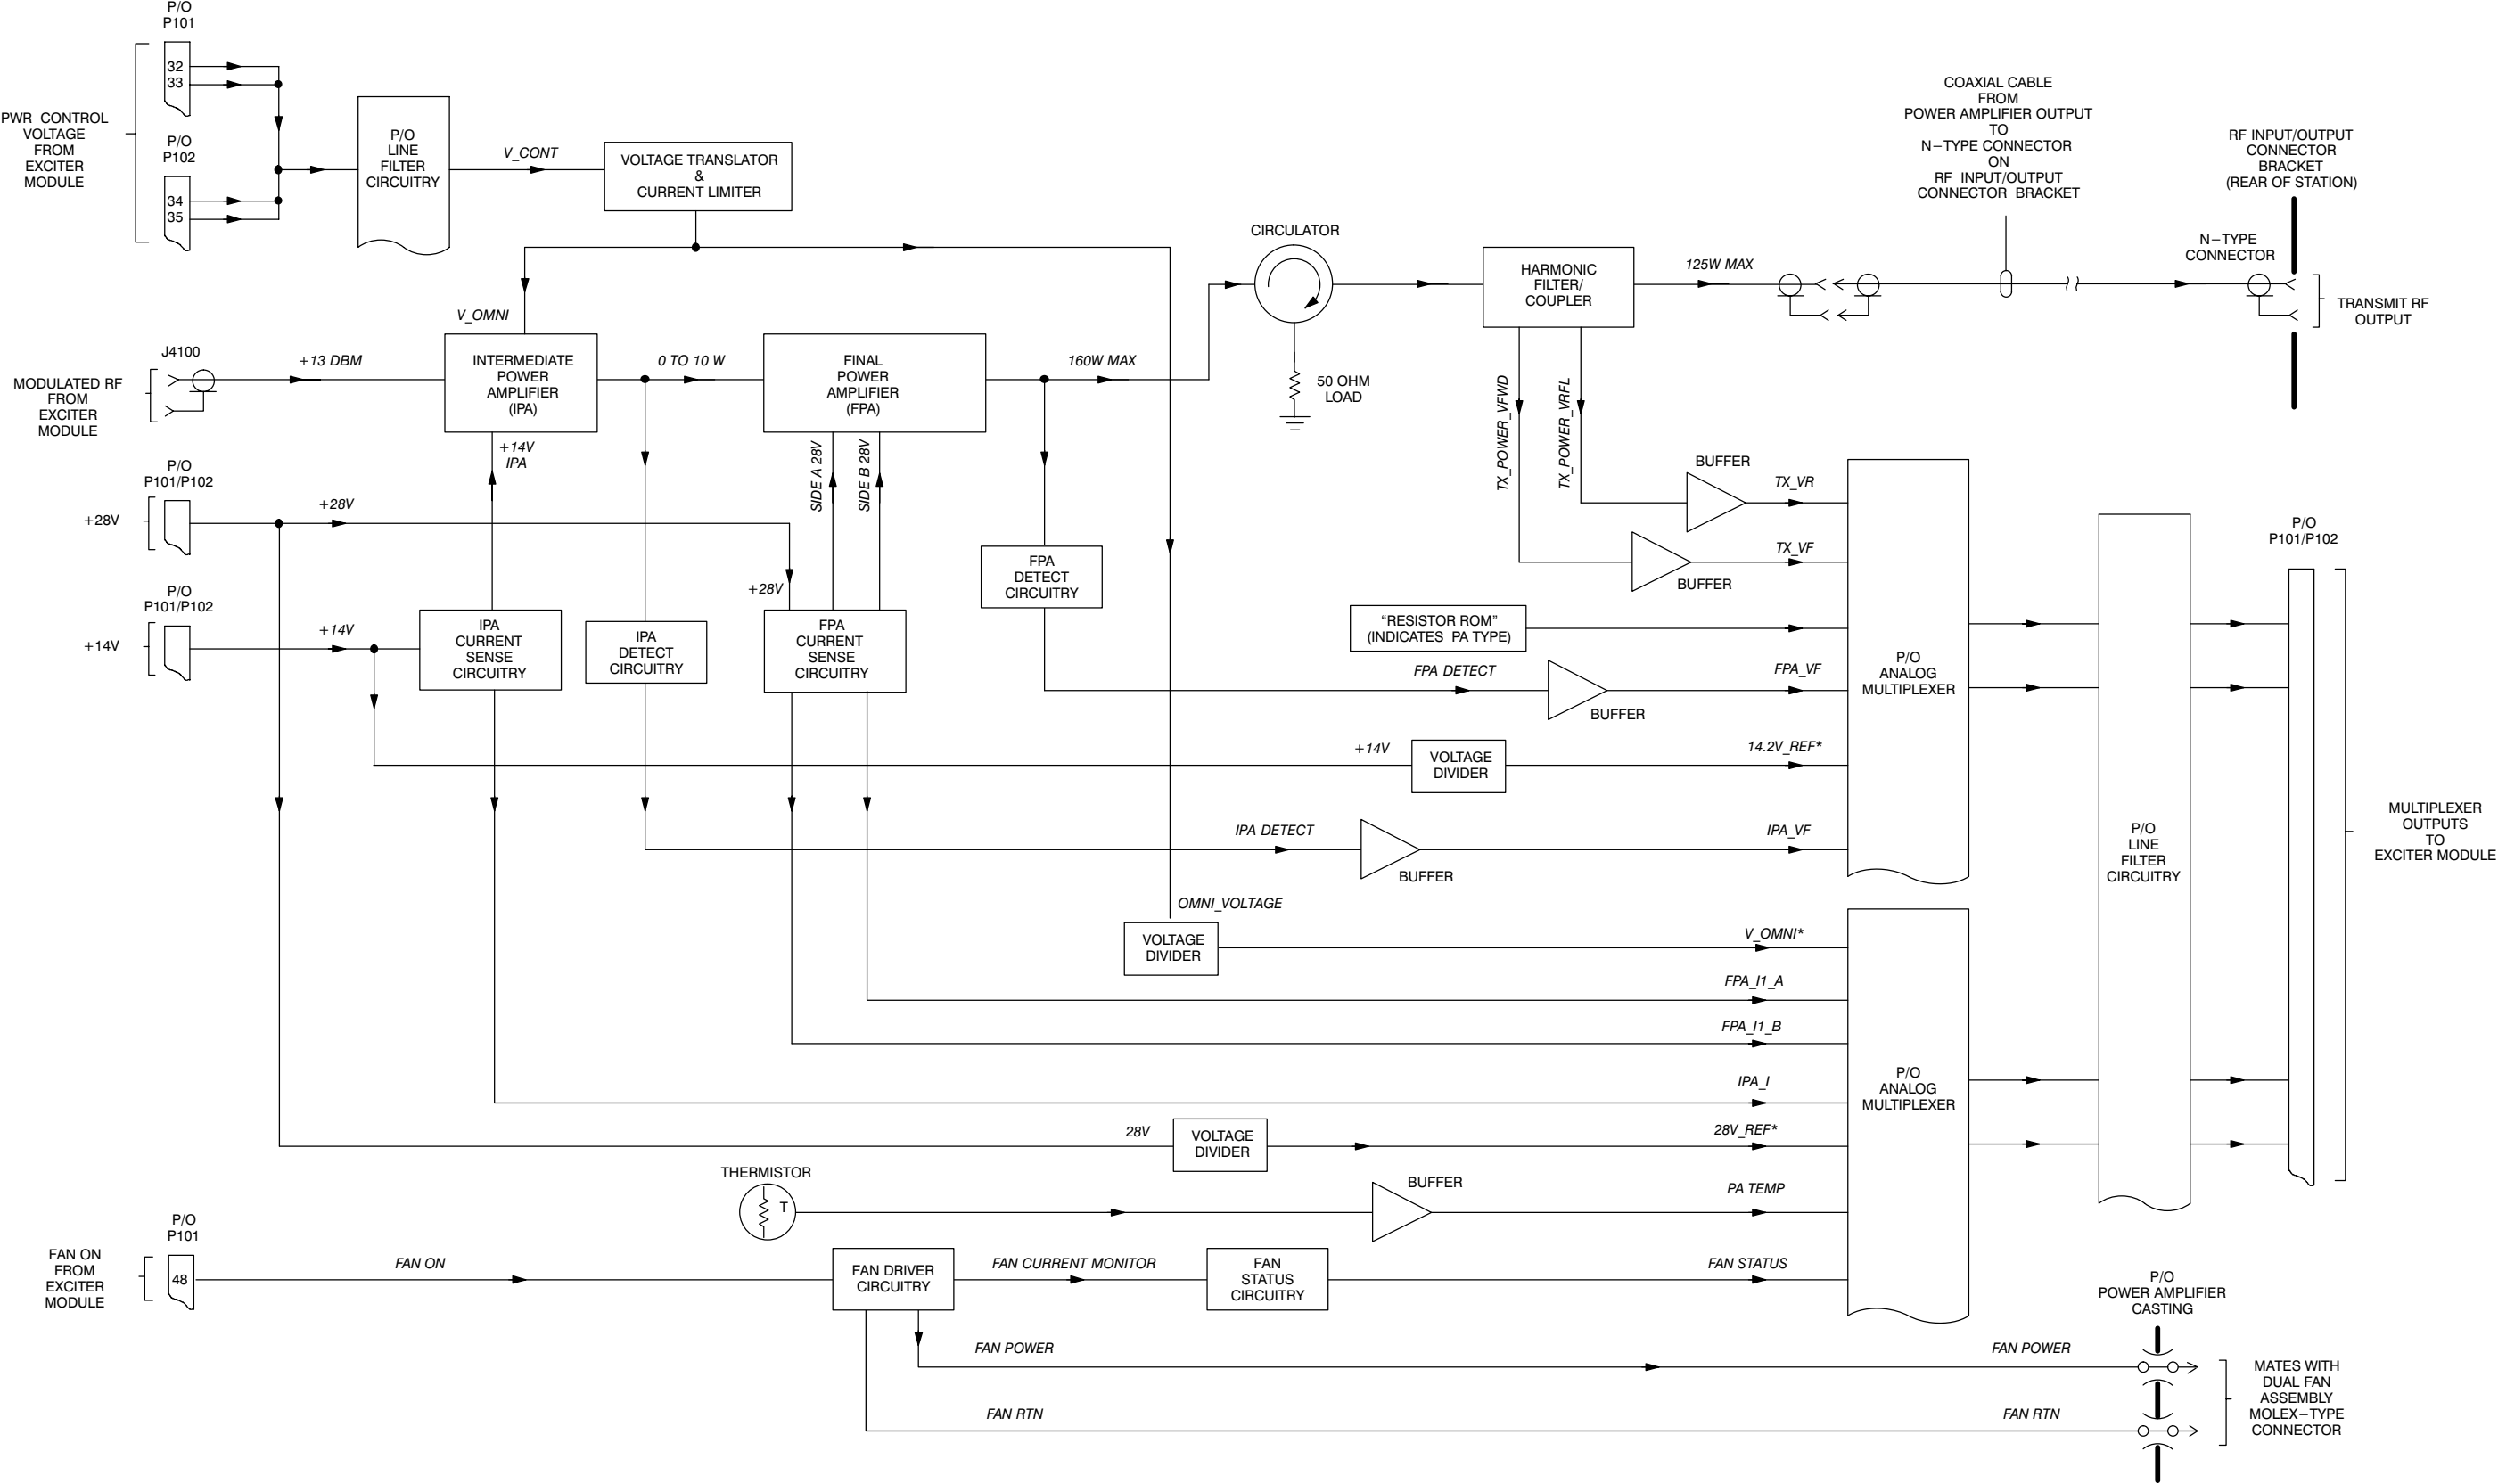 P/O
P101
32
33
PWR CONTROL
VOLTAGE
FROM
EXCITER
MODULE
P/O
P102
34
35
P/O
LINE
FILTER
CIRCUITRY
V_CONT
VOLTAGE TRANSLATOR
&
CURRENT LIMITER
V_OMNI
J4100
MODULATED RF
FROM
EXCITER
MODULE
+13 DBM
INTERMEDIATE
POWER
AMPLIFIER
(IPA)
0 TO 10 W
FINAL
POWER
AMPLIFIER
(FPA)
160W MAX
CIRCULATOR
50 OHM
LOAD
HARMONIC
FILTER/
COUPLER
125W MAX
COAXIAL CABLE
FROM
POWER AMPLIFIER OUTPUT
TO
N–TYPE CONNECTOR
ON
RF INPUT/OUTPUT
CONNECTOR BRACKET
RF INPUT/OUTPUT
CONNECTOR
BRACKET
(REAR OF STATION)
N–TYPE
CONNECTOR
TRANSMIT RF
OUTPUT
TX_POWER_VFWD
TX_POWER_VRFL
+14V
IPA
SIDE A 28V
SIDE B 28V
P/O
P101/P102
+28V
+28V
+28V
P/O
P101/P102
+14V
+14V
IPA
CURRENT
SENSE
CIRCUITRY
IPA
DETECT
CIRCUITRY
FPA
CURRENT
SENSE
CIRCUITRY
FPA
DETECT
CIRCUITRY
BUFFER
TX_VR
TX_VF
BUFFER
“RESISTOR ROM”
(INDICATES PA TYPE)
FPA DETECT
BUFFER
FPA_VF
+14V
VOLTAGE
DIVIDER
14.2V_REF*
IPA DETECT
BUFFER
IPA_VF
P/O
ANALOG
MULTIPLEXER
OMNI_VOLTAGE
VOLTAGE
DIVIDER
V_OMNI*
FPA_I1_A
FPA_I1_B
IPA_I
28V
VOLTAGE
DIVIDER
28V_REF*
THERMISTOR
T
BUFFER
PA TEMP
P/O
ANALOG
MULTIPLEXER
P/O
LINE
FILTER
CIRCUITRY
P/O
P101/P102
MULTIPLEXER
OUTPUTS
TO
EXCITER MODULE
P/O
P101
FAN ON
FROM
EXCITER
MODULE
48
FAN ON
FAN DRIVER
CIRCUITRY
FAN CURRENT MONITOR
FAN
STATUS
CIRCUITRY
FAN STATUS
FAN POWER
FAN POWER
FAN RTN
FAN RTN
P/O
POWER AMPLIFIER
CASTING
MATES WITH
DUAL FAN
ASSEMBLY
MOLEX–TYPE
CONNECTOR